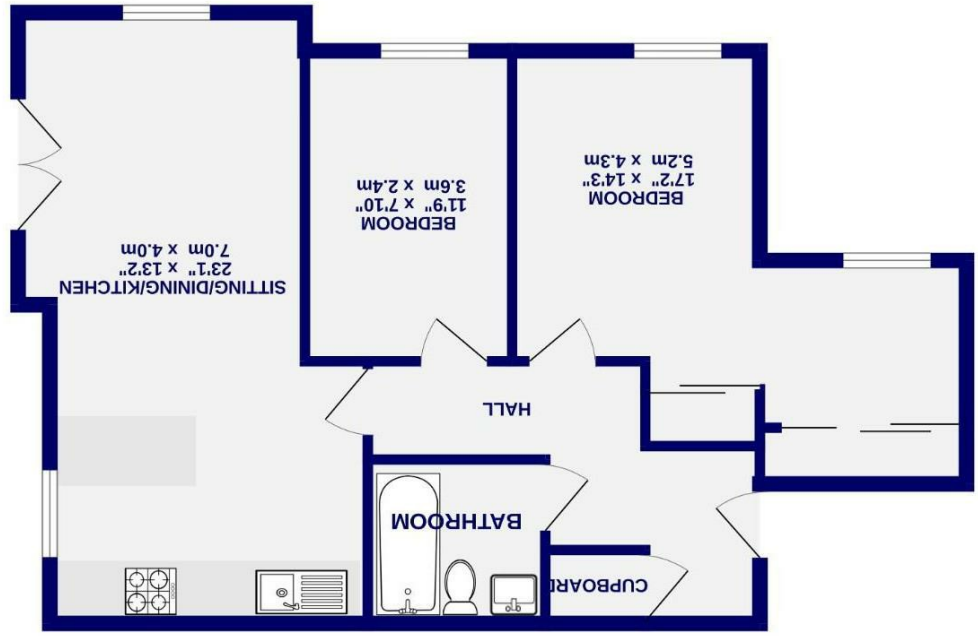 CUPBOARD
BATHROOM
HALL
BEDROOM
17'2" x 14'3"
5.2m x 4.3m
BEDROOM
11'9" x 7'10"
3.6m x 2.4m
SITTING/DINING/KITCHEN
23'1" x 13'2"
7.0m x 4.0m